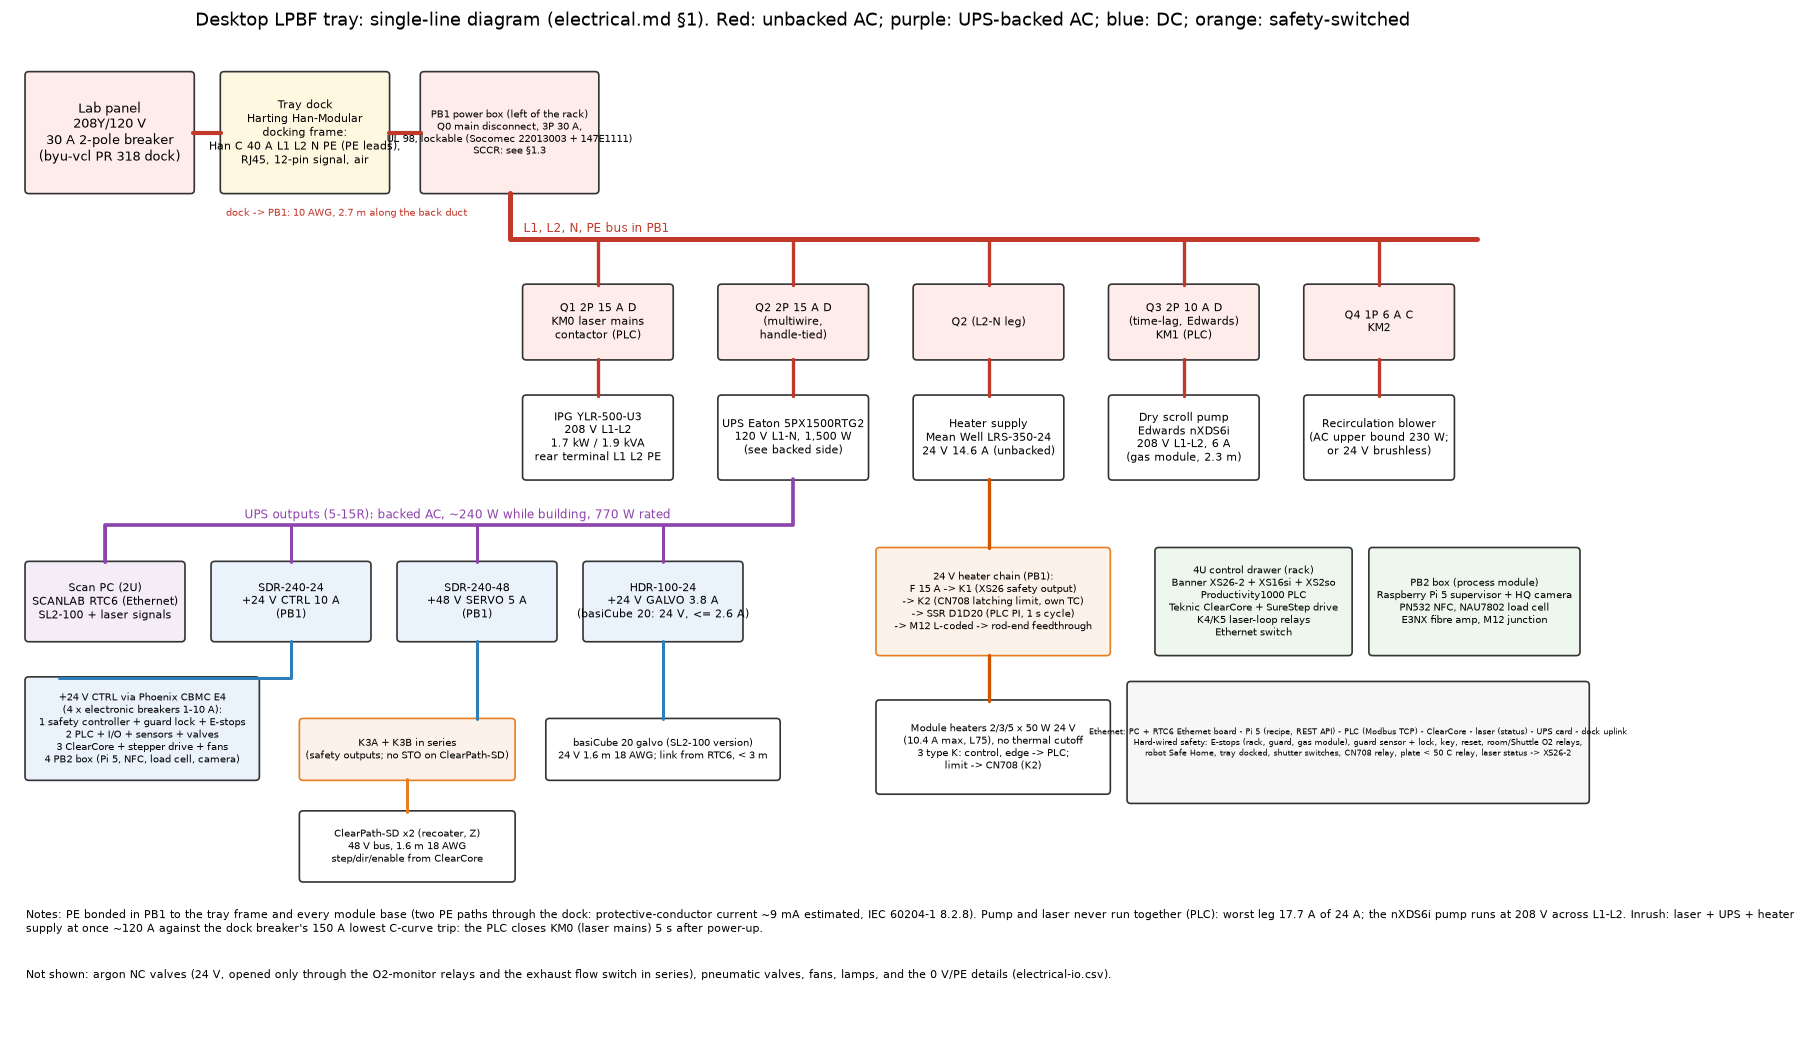 Desktop LPBF tray: single-line diagram (electrical.md §1). Red: unbacked AC; purple: UPS-backed AC; blue: DC; orange: safety-switched
Lab panel
208Y/120 V
30 A 2-pole breaker
(byu-vcl PR 318 dock)
Tray dock
Harting Han-Modular
docking frame:
Han C 40 A L1 L2 N PE (PE leads),
RJ45, 12-pin signal, air
PB1 power box (left of the rack)
Q0 main disconnect, 3P 30 A,
UL 98, lockable (Socomec 22013003 + 147E1111)
SCCR: see §1.3
dock -> PB1: 10 AWG, 2.7 m along the back duct
L1, L2, N, PE bus in PB1
Q1 2P 15 A D
KM0 laser mains
contactor (PLC)
Q2 2P 15 A D
(multiwire,
handle-tied)
Q2 (L2-N leg)
Q3 2P 10 A D
(time-lag, Edwards)
KM1 (PLC)
Q4 1P 6 A C
KM2
IPG YLR-500-U3
208 V L1-L2
1.7 kW / 1.9 kVA
rear terminal L1 L2 PE
UPS Eaton 5PX1500RTG2
120 V L1-N, 1,500 W
(see backed side)
Heater supply
Mean Well LRS-350-24
24 V 14.6 A (unbacked)
Dry scroll pump
Edwards nXDS6i
208 V L1-L2, 6 A
(gas module, 2.3 m)
Recirculation blower
(AC upper bound 230 W;
or 24 V brushless)
UPS outputs (5-15R): backed AC, ~240 W while building, 770 W rated
Scan PC (2U)
SCANLAB RTC6 (Ethernet)
SL2-100 + laser signals
SDR-240-24
+24 V CTRL 10 A
(PB1)
SDR-240-48
+48 V SERVO 5 A
(PB1)
HDR-100-24
+24 V GALVO 3.8 A
(basiCube 20: 24 V, <= 2.6 A)
24 V heater chain (PB1):
F 15 A -> K1 (XS26 safety output)
-> K2 (CN708 latching limit, own TC)
-> SSR D1D20 (PLC PI, 1 s cycle)
-> M12 L-coded -> rod-end feedthrough
4U control drawer (rack)
Banner XS26-2 + XS16si + XS2so
Productivity1000 PLC
Teknic ClearCore + SureStep drive
K4/K5 laser-loop relays
Ethernet switch
PB2 box (process module)
Raspberry Pi 5 supervisor + HQ camera
PN532 NFC, NAU7802 load cell
E3NX fibre amp, M12 junction
+24 V CTRL via Phoenix CBMC E4
(4 x electronic breakers 1-10 A):
1 safety controller + guard lock + E-stops
2 PLC + I/O + sensors + valves
3 ClearCore + stepper drive + fans
4 PB2 box (Pi 5, NFC, load cell, camera)
K3A + K3B in series
(safety outputs; no STO on ClearPath-SD)
basiCube 20 galvo (SL2-100 version)
24 V 1.6 m 18 AWG; link from RTC6, < 3 m
Module heaters 2/3/5 x 50 W 24 V
(10.4 A max, L75), no thermal cutoff
3 type K: control, edge -> PLC;
limit -> CN708 (K2)
Ethernet: PC + RTC6 Ethernet board - Pi 5 (recipe, REST API) - PLC (Modbus TCP) - ClearCore - laser (status) - UPS card - dock uplink
Hard-wired safety: E-stops (rack, guard, gas module), guard sensor + lock, key, reset, room/Shuttle O2 relays,
robot Safe Home, tray docked, shutter switches, CN708 relay, plate < 50 C relay, laser status -> XS26-2
ClearPath-SD x2 (recoater, Z)
48 V bus, 1.6 m 18 AWG
step/dir/enable from ClearCore
Notes: PE bonded in PB1 to the tray frame and every module base (two PE paths through the dock: protective-conductor current ~9 mA estimated, IEC 60204-1 8.2.8). Pump and laser never run together (PLC): worst leg 17.7 A of 24 A; the nXDS6i pump runs at 208 V across L1-L2. Inrush: laser + UPS + heater
supply at once ~120 A against the dock breaker's 150 A lowest C-curve trip: the PLC closes KM0 (laser mains) 5 s after power-up.
Not shown: argon NC valves (24 V, opened only through the O2-monitor relays and the exhaust flow switch in series), pneumatic valves, fans, lamps, and the 0 V/PE details (electrical-io.csv).